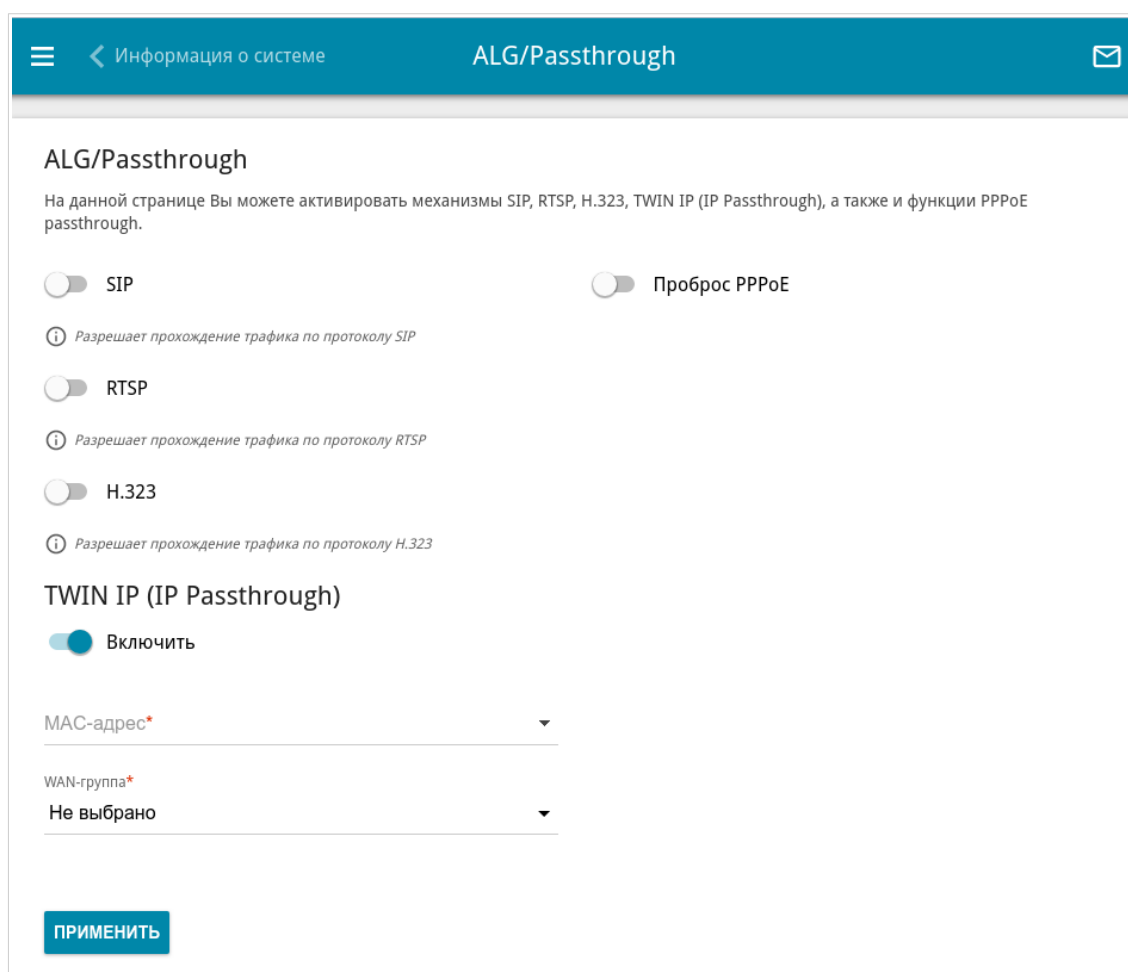 Информация о системе
ALG/Passthrough
ALG/Passthrough
На данной странице Вы можете активировать механизмы SIP, RTSP, H.323, TWIN IP (IP Passthrough), а также и функции PPPoE
passthrough.
SIP
Проброс PPPoE
Разрешает прохождение трафика по протоколу SIP
RTSP
Разрешает прохождение трафика по протоколу RTSP
H.323
Разрешает прохождение трафика по протоколу H.323
TWIN IP (IP Passthrough)
Включить
MAC-адрес*
WAN-группа*
Не выбрано
ПРИМЕНИТЬ